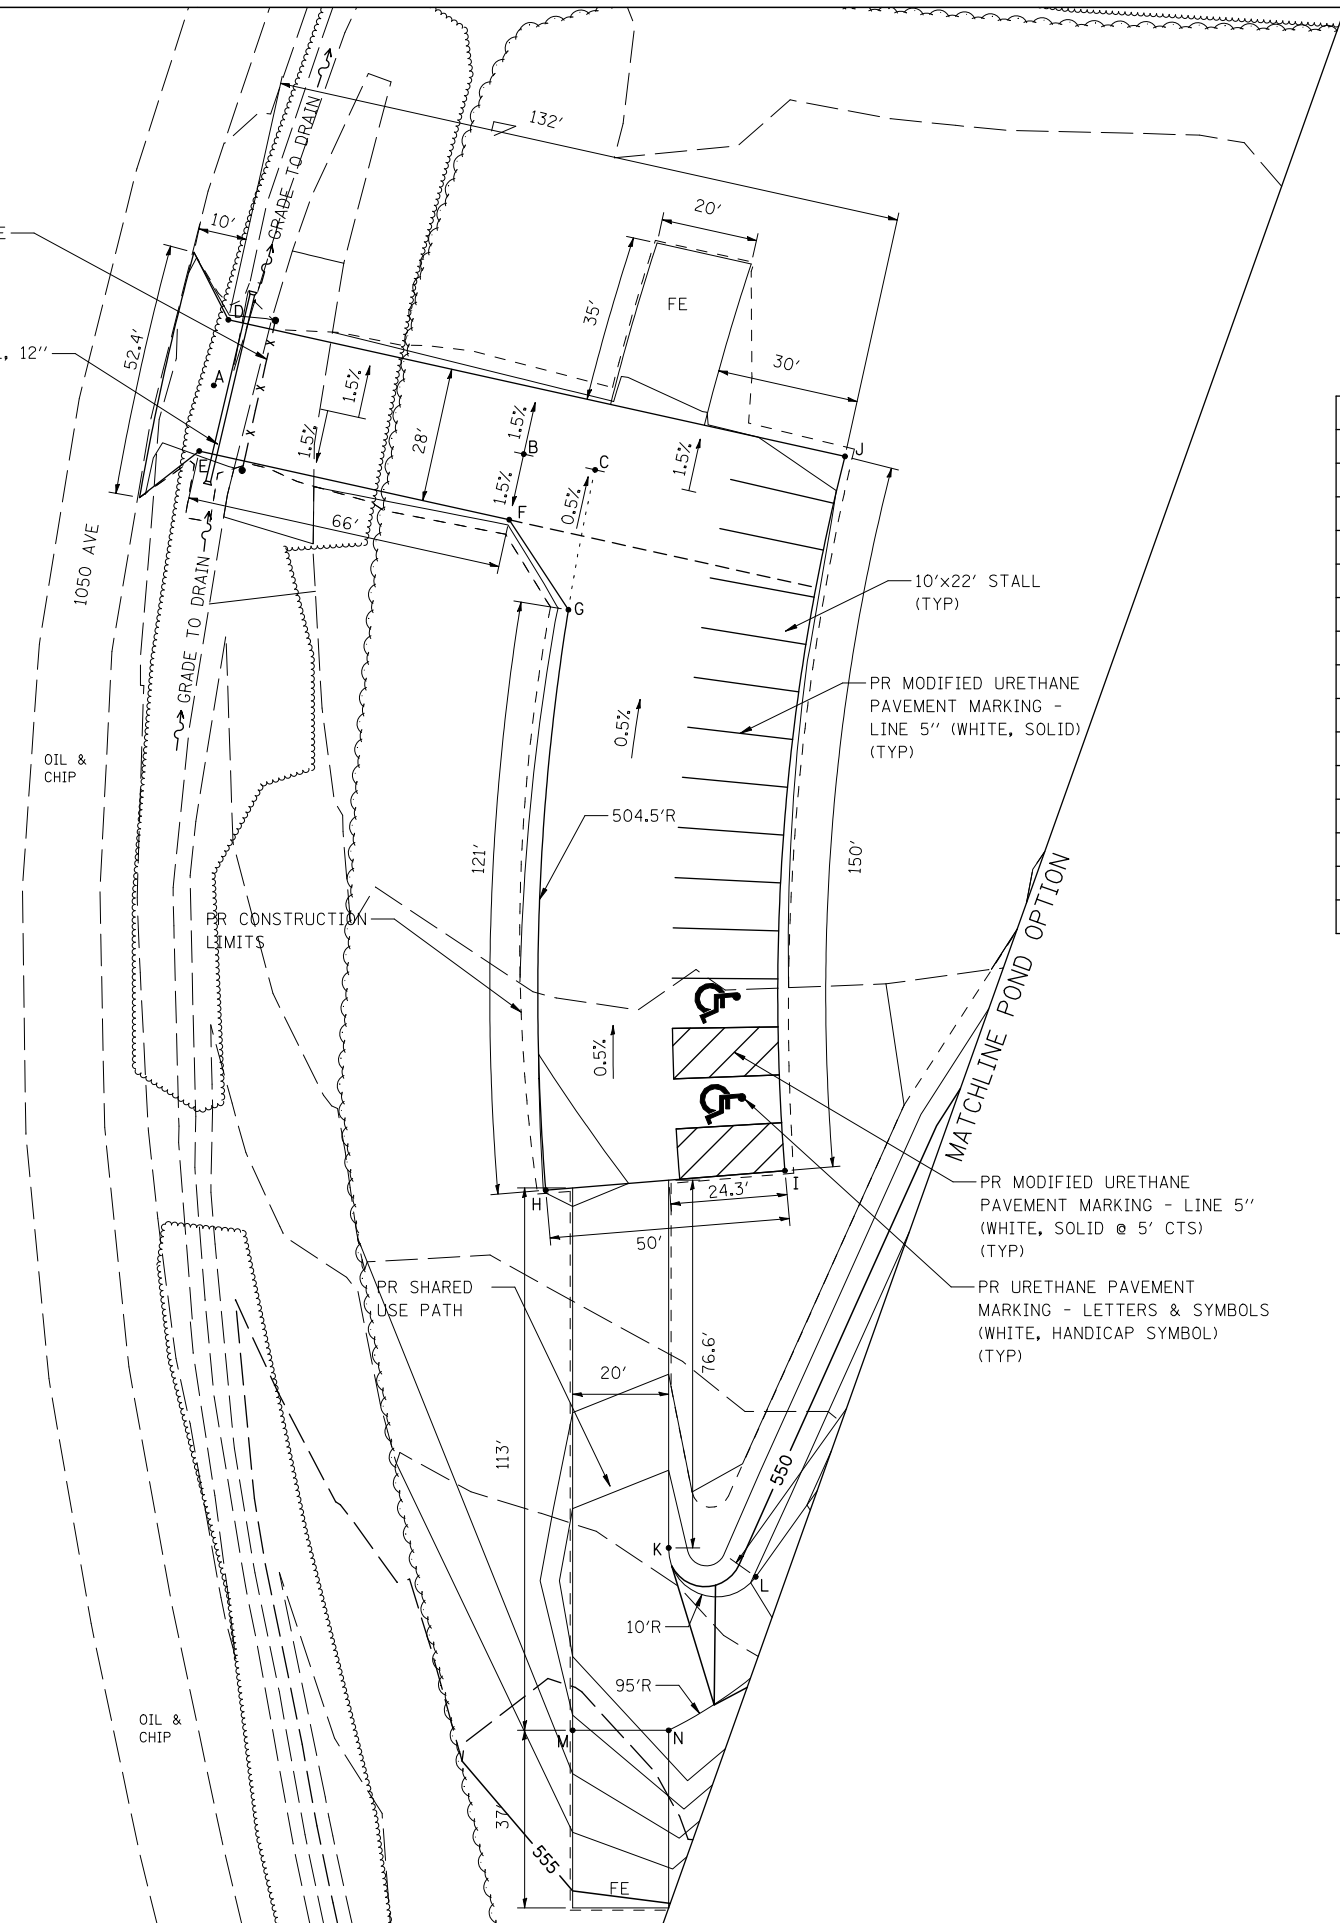 132'
GRADE TO DRAIN
20'
10'
E
D
35'
FE
52.4'
30'
L, 12"
A
1.5%
1.5%
28'
1.5%
B
1.5%
C
1.5%
J
0.5%
E
F
66'
1050 AVE
GRADE TO DRAIN
10'x22' STALL
(TYP)
G
PR MODIFIED URETHANE
PAVEMENT MARKING -
LINE 5" (WHITE, SOLID)
(TYP)
0.5%
OIL &
CHIP
504.5'R
121'
150'
PR CONSTRUCTION
LIMITS
MATCHLINE POND OPTION
0.5%
PR MODIFIED URETHANE
PAVEMENT MARKING - LINE 5"
(WHITE, SOLID @ 5' CTS)
(TYP)
I
24.3'
H
50'
PR SHARED
USE PATH
PR URETHANE PAVEMENT
MARKING - LETTERS & SYMBOLS
(WHITE, HANDICAP SYMBOL)
(TYP)
76.6'
20'
113'
550
K
L
10'R
95'R
OIL &
CHIP
M
N
37'
555
FE